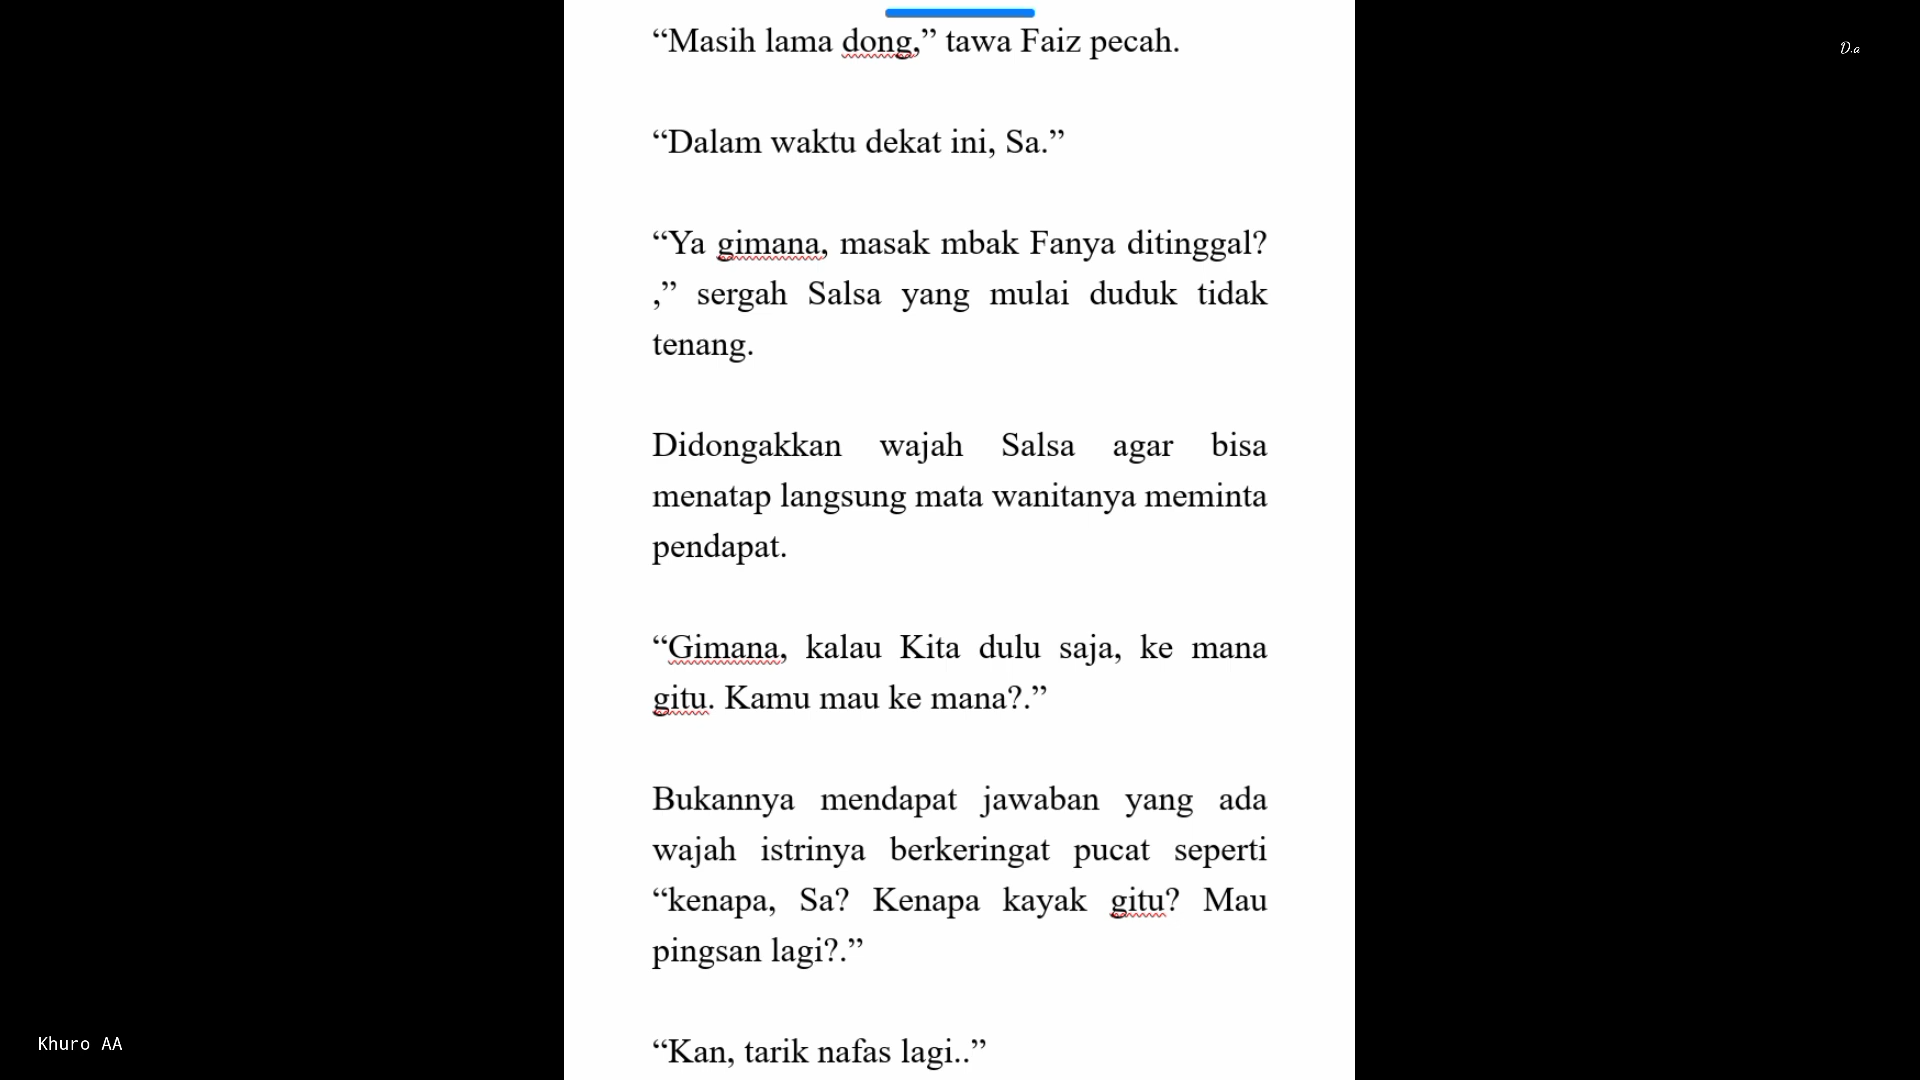 “Masih lama dong,” tawa Faiz pecah.
D.a
“Dalam waktu dekat ini, Sa.”
“Ya gimana, masak mbak Fanya ditinggal?
,” sergah Salsa yang mulai duduk tidak
tenang.
Didongakkan wajah Salsa agar bisa
menatap langsung mata wanitanya meminta
pendapat.
“Gimana, kalau Kita dulu saja, ke mana
gitu. Kamu mau ke mana?.”
Bukannya mendapat jawaban yang ada
wajah istrinya berkeringat pucat seperti
“kenapa, Sa? Kenapa kayak gitu? Mau
pingsan lagi?.”
“Kan, tarik nafas lagi..”
Khuro AA